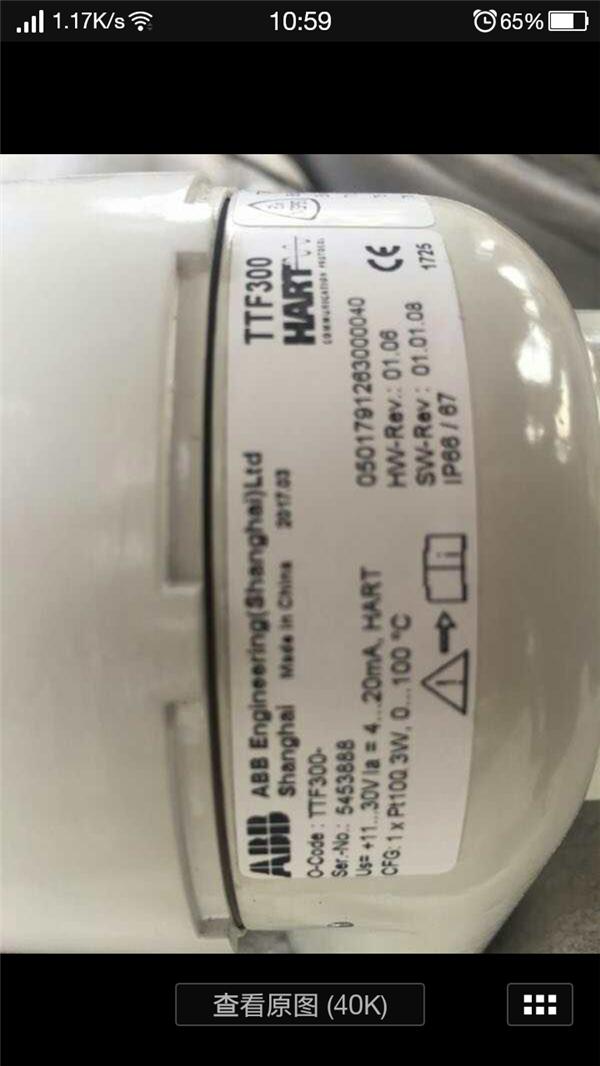 1.17K/s
10:59
65%
TTF300
HART
COMMUNICATION PROTOCOL
CE
1725
ABB
ABB Engineering(Shanghai)Ltd
Shanghai Made in China 2017.03
O-Code : TTF300-
Ser.-No.: 5453888
Us= +11...30V Ia = 4...20mA, HART
CFG: 1 x Pt100, 3W, 0...100 °C
0501791263000040
HW-Rev.: 01.06
SW-Rev : 01.01.08
IP66 / 67
查看原图 (40K)